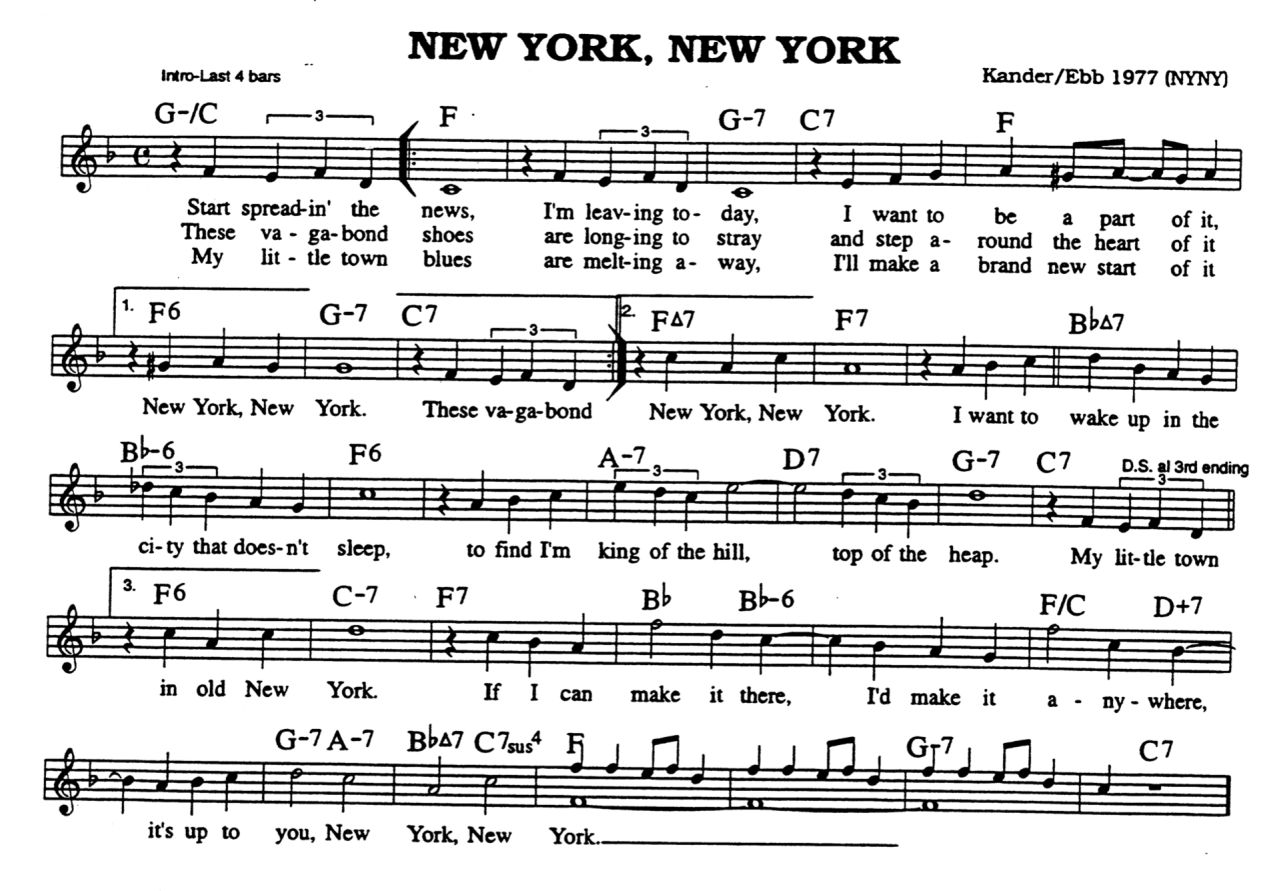 NEW YORK, NEW YORK
Intro-Last 4 bars
Kander/Ebb 1977 (NYNY)
G-/C 3 F 3 G-7 C7 F
Start spread-in' the news, I'm leav-ing to- day, I want to be a part of it,
These va - ga-bond shoes are long-ing to stray and step a- round the heart of it
My lit - tle town blues are melt-ing a- way, I'll make a brand new start of it
1. F6 G-7 C7 3 2. F∆7 F7 Bb∆7
New York, New York. These va-ga-bond New York, New York. I want to wake up in the
Bb-6 3 F6 A-7 3 D7 3 G-7 C7 D.S. al 3rd ending 3
ci-ty that does-n't sleep, to find I'm king of the hill, top of the heap. My lit-tle town
3. F6 C-7 F7 Bb Bb-6 F/C D+7
in old New York. If I can make it there, I'd make it a - ny - where,
G-7 A-7 Bb∆7 C7sus4 F G-7 C7
it's up to you, New York, New York.